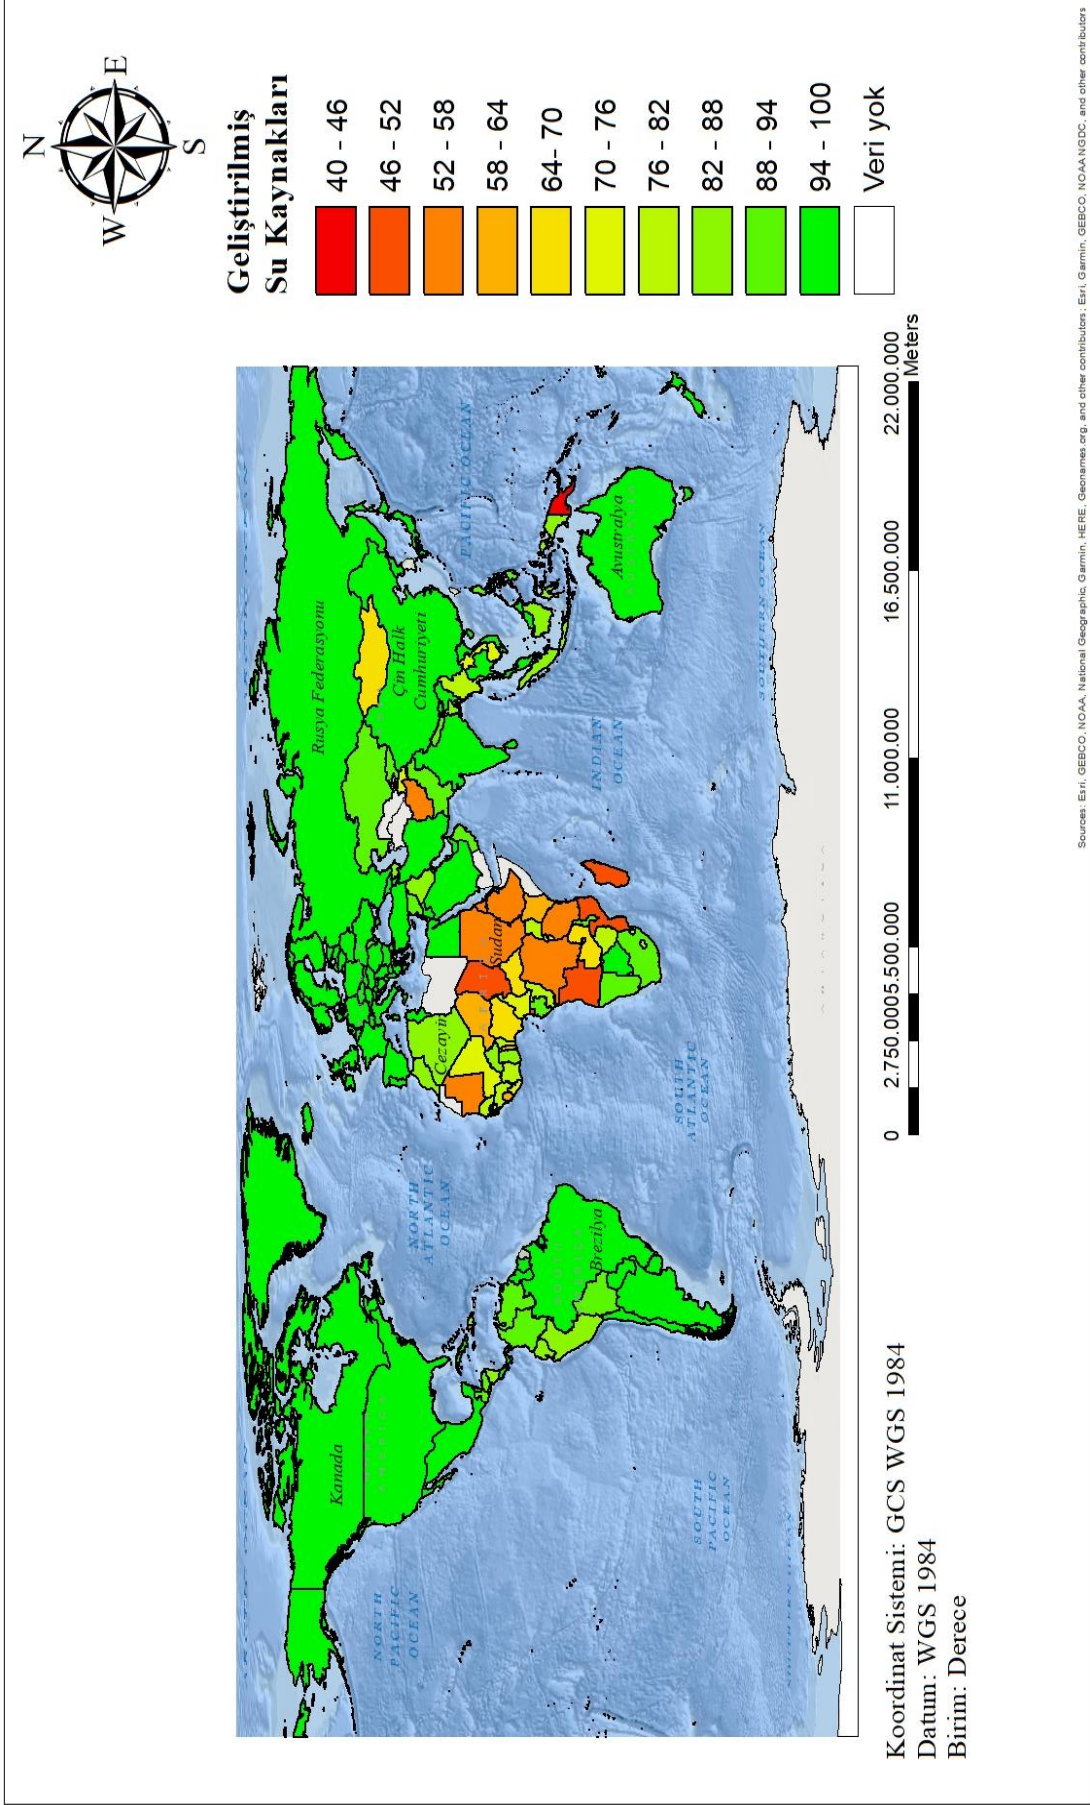 N
W
E
S
Geliştirilmiş
Su Kaynakları
40 - 46
46 - 52
52 - 58
58 - 64
64- 70
70 - 76
76 - 82
82 - 88
88 - 94
94 - 100
Veri yok
Kanada
Rusya Federasyonu
Çin Halk
Cumhuriyeti
Cezayir
Sudan
Brezilya
Avustralya
NORTH
PACIFIC
OCEAN
NORTH
ATLANTIC
OCEAN
PACIFIC OCEAN
INDIAN
OCEAN
SOUTH
PACIFIC
OCEAN
SOUTH
ATLANTIC
OCEAN
SOUTHERN OCEAN
0 2.750.0005.500.000 11.000.000 16.500.000 22.000.000
Meters
Koordinat Sistemi: GCS WGS 1984
Datum: WGS 1984
Birim: Derece
Sources: Esri, GEBCO, NOAA, National Geographic, Garmin, HERE, Geonames.org, and other contributors; Esri, Garmin, GEBCO, NOAA NGDC, and other contributors